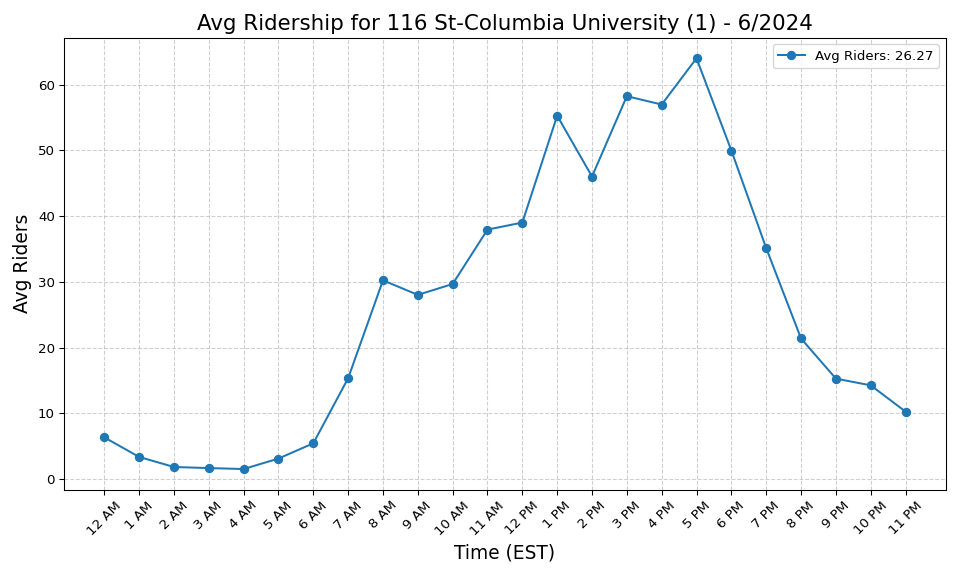 Avg Ridership for 116 St-Columbia University (1) - 6/2024
Avg Riders: 26.27
Avg Riders
60
50
40
30
20
10
0
12 AM
1 AM
2 AM
3 AM
4 AM
5 AM
6 AM
7 AM
8 AM
9 AM
10 AM
11 AM
12 PM
1 PM
2 PM
3 PM
4 PM
5 PM
6 PM
7 PM
8 PM
9 PM
10 PM
11 PM
Time (EST)